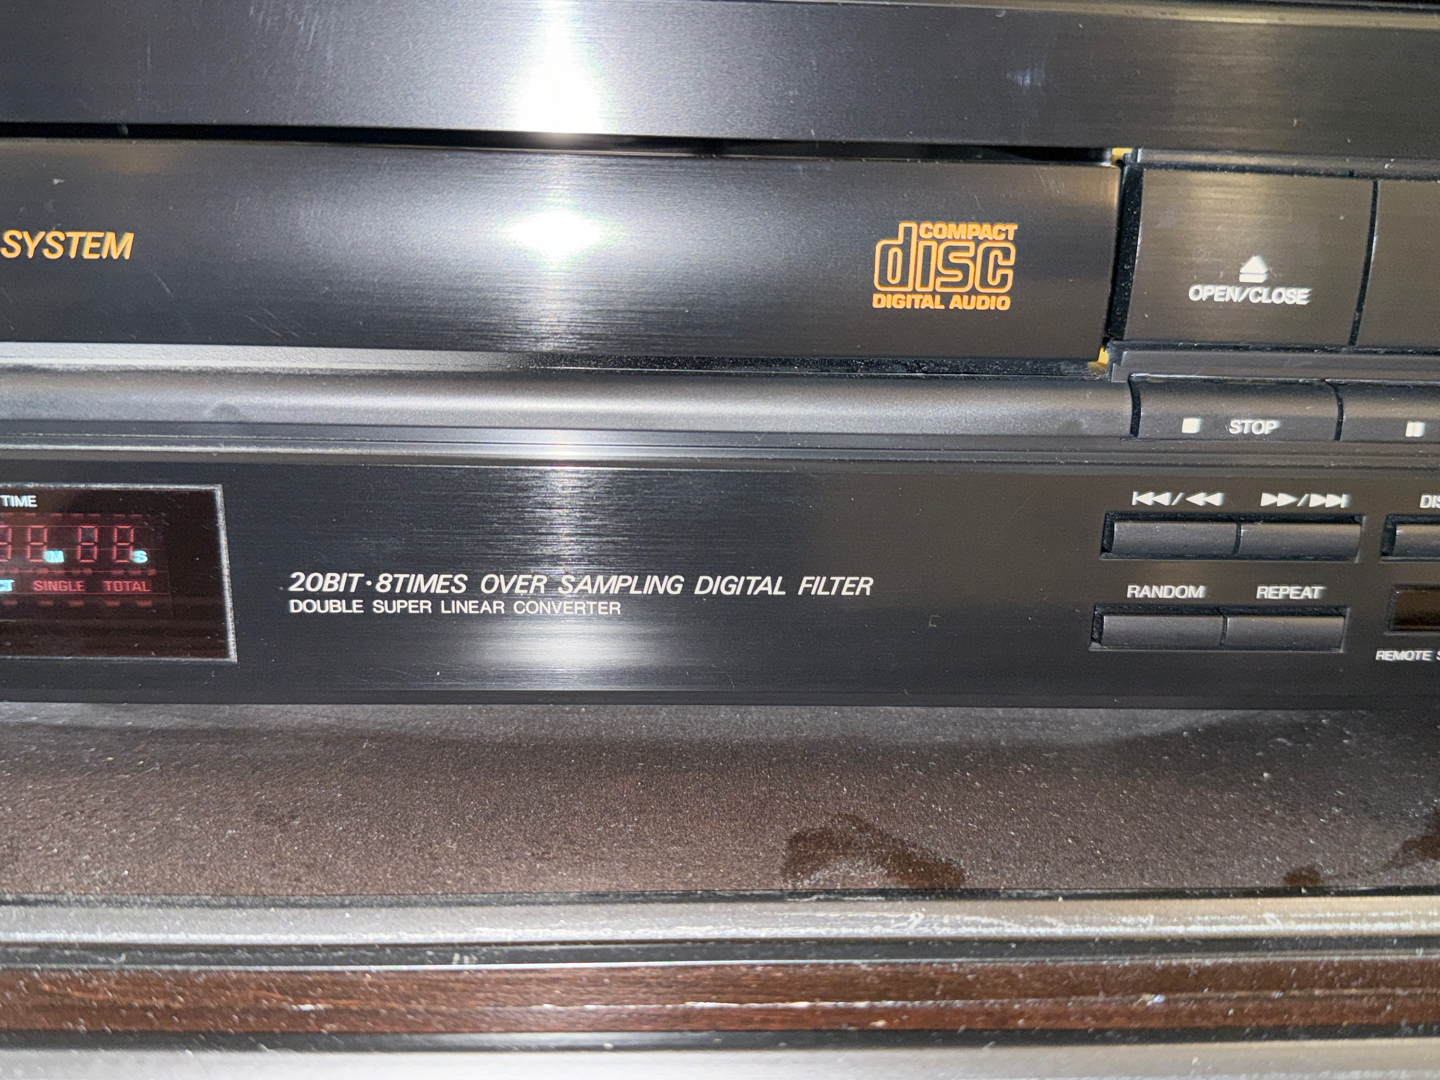 SYSTEM
COMPACT
disc
DIGITAL AUDIO
OPEN/CLOSE
STOP
TIME
M S
SINGLE TOTAL
20BIT·8TIMES OVER SAMPLING DIGITAL FILTER
DOUBLE SUPER LINEAR CONVERTER
RANDOM REPEAT
REMOTE